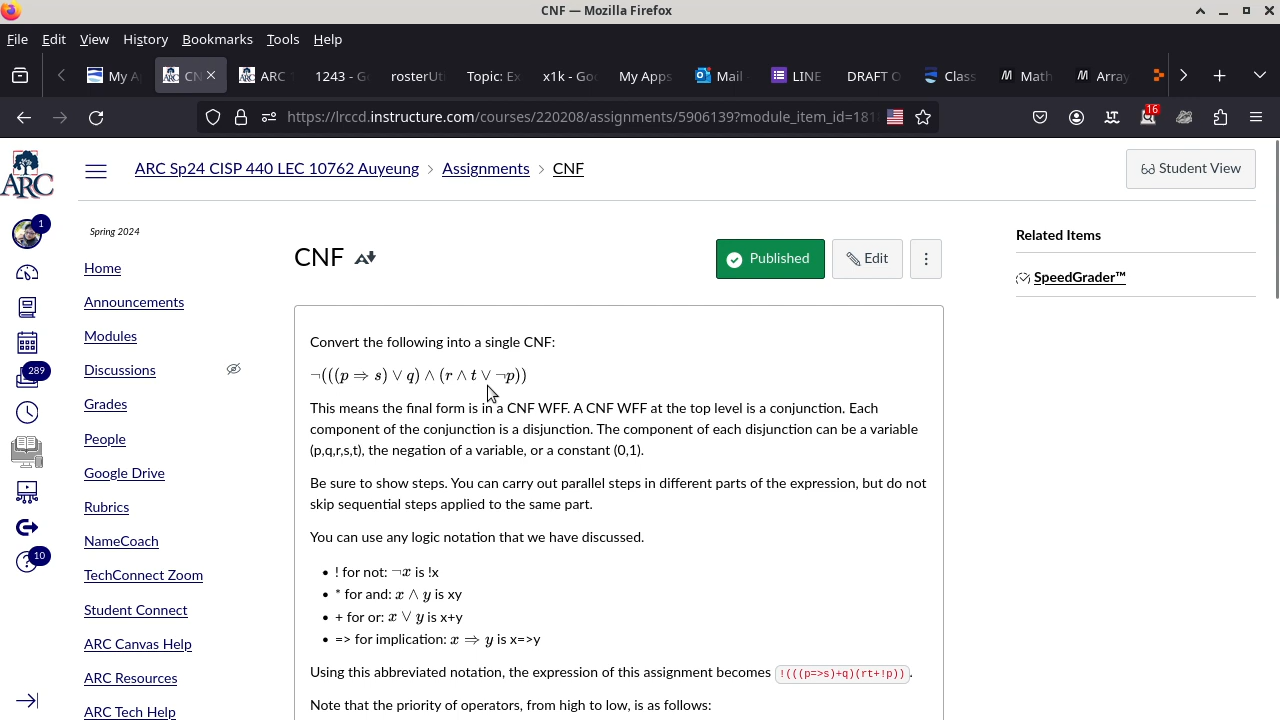 CNF — Mozilla Firefox
File Edit View History Bookmarks Tools Help
My A CN ARC 1243 - Go rosterUti Topic: Ex x1k - Goo My Apps Mail - LINE DRAFT O Class Math Array
https://lrccd.instructure.com/courses/220208/assignments/5906139?module_item_id=181 16
ARC
ARC Sp24 CISP 440 LEC 10762 Auyeung > Assignments > CNF
Student View
1
289
10
Spring 2024
Home
Announcements
Modules
Discussions
Grades
People
Google Drive
Rubrics
NameCoach
TechConnect Zoom
Student Connect
ARC Canvas Help
ARC Resources
ARC Tech Help
CNF
Published Edit
Related Items
SpeedGrader™
Convert the following into a single CNF:
¬(((p ⇒ s) ∨ q) ∧ (r ∧ t ∨ ¬p))
This means the final form is in a CNF WFF. A CNF WFF at the top level is a conjunction. Each
component of the conjunction is a disjunction. The component of each disjunction can be a variable
(p,q,r,s,t), the negation of a variable, or a constant (0,1).
Be sure to show steps. You can carry out parallel steps in different parts of the expression, but do not
skip sequential steps applied to the same part.
You can use any logic notation that we have discussed.
• ! for not: ¬x is !x
• * for and: x ∧ y is xy
• + for or: x ∨ y is x+y
• => for implication: x ⇒ y is x=>y
Using this abbreviated notation, the expression of this assignment becomes !(((p=>s)+q)(rt+!p)).
Note that the priority of operators, from high to low, is as follows: